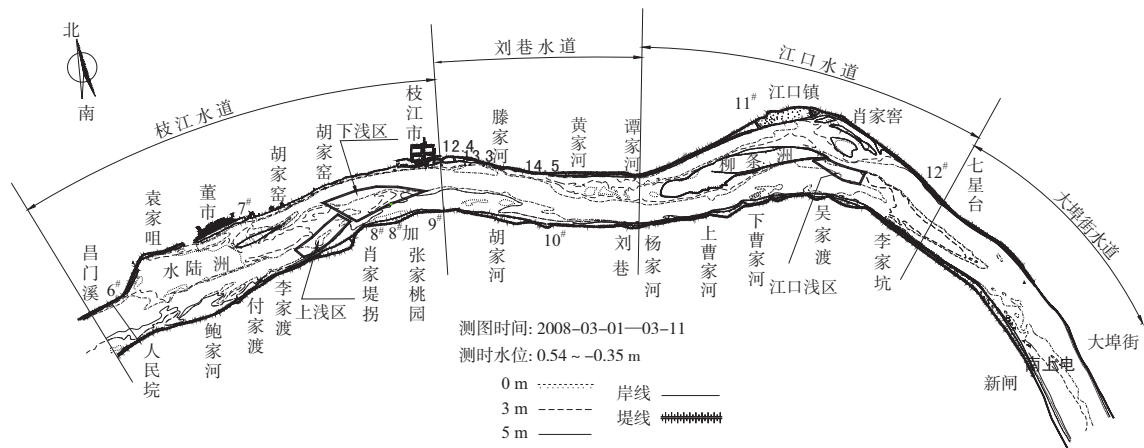 北
南
枝江水道
刘巷水道
江口水道
大埠街水道
昌门溪
袁家咀
董市
胡家窑
胡家窑
下浅区
枝江市
滕家河
黄家河
谭家河
江口镇
肖家窑
七星台
大埠街
6#
7#
8#
8#加
9#
10#
11#
12#
12.4
13.3
14.5
水陆洲
柳条洲
人民垸
鲍家河
付家渡
李家渡
上浅区
肖家堤拐
张家桃园
胡家河
刘巷
杨家河
上曹家河
下曹家河
吴家渡
江口浅区
李家坑
新闸
测图时间: 2008-03-01—03-11
测时水位: 0.54 ~ -0.35 m
0 m
3 m
5 m
岸线
堤线